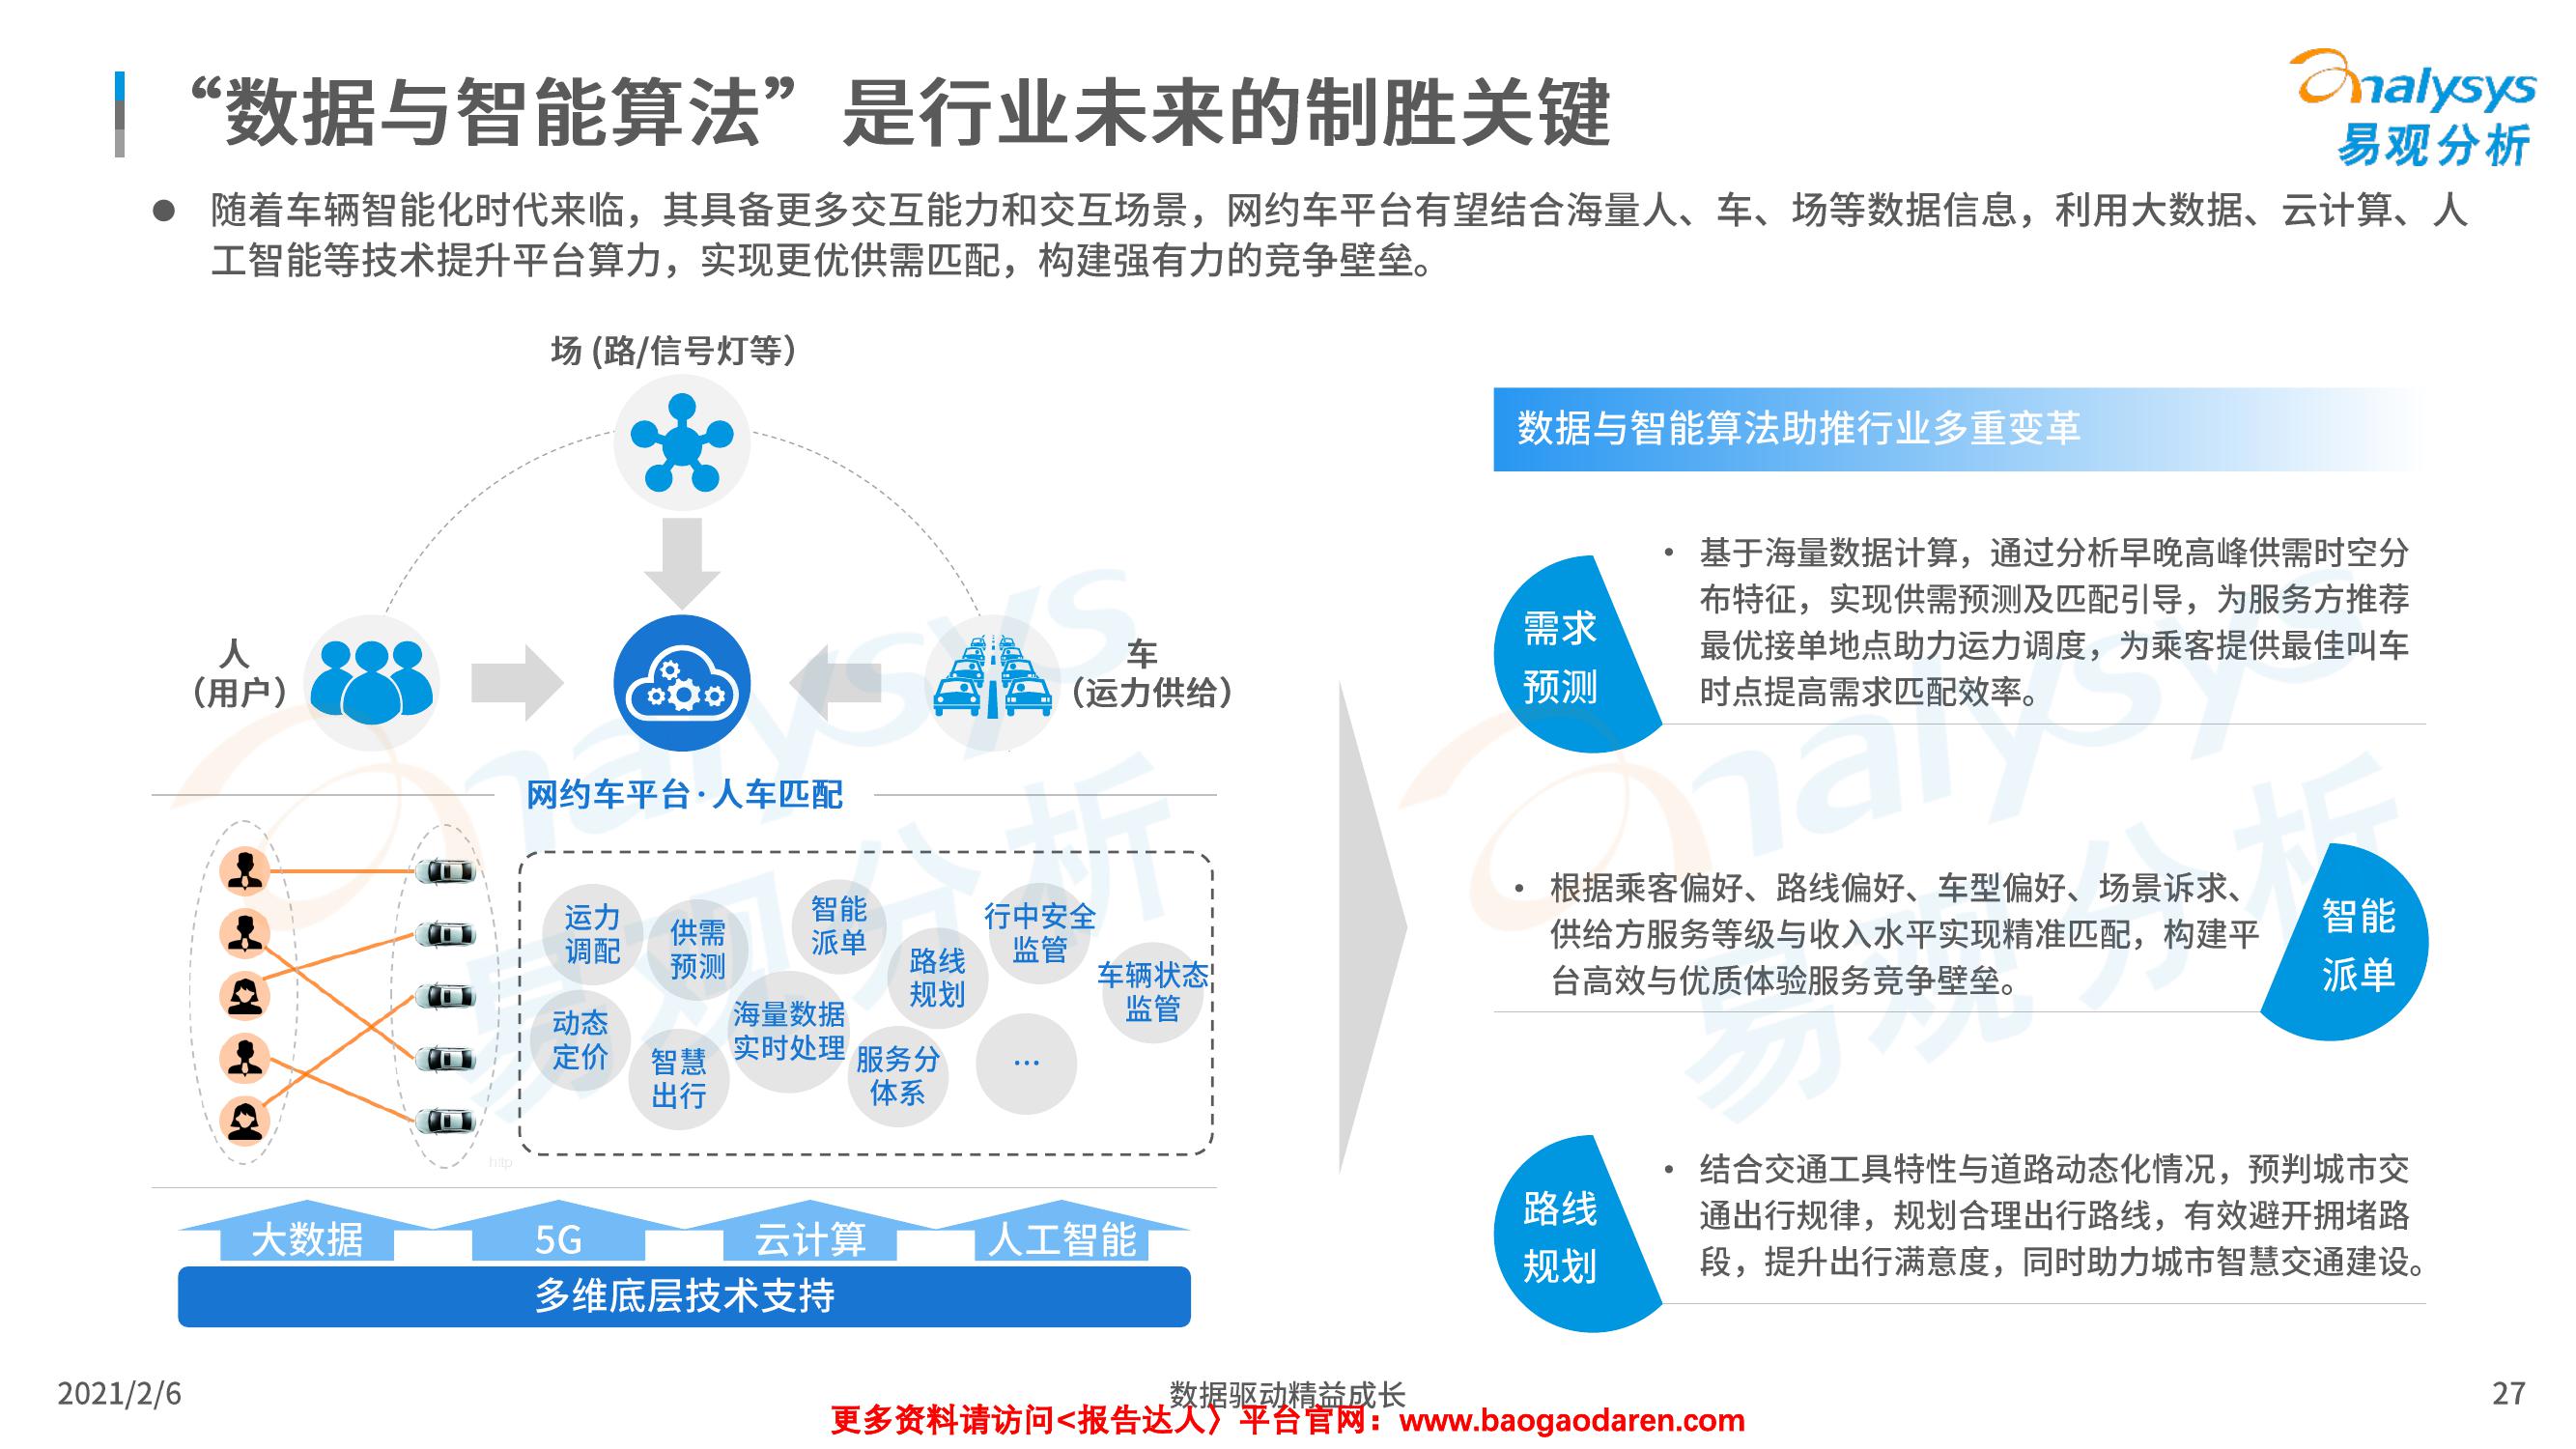 “数据与智能算法”是行业未来的制胜关键
analysys
易观分析
● 随着车辆智能化时代来临，其具备更多交互能力和交互场景，网约车平台有望结合海量人、车、场等数据信息，利用大数据、云计算、人
工智能等技术提升平台算力，实现更优供需匹配，构建强有力的竞争壁垒。
场 (路/信号灯等）
人
（用户）
车
（运力供给）
网约车平台·人车匹配
运力
调配
供需
预测
智能
派单
路线
规划
行中安全
监管
车辆状态
监管
动态
定价
智慧
出行
海量数据
实时处理
服务分
体系
…
http
大数据
5G
云计算
人工智能
多维底层技术支持
数据与智能算法助推行业多重变革
需求
预测
• 基于海量数据计算，通过分析早晚高峰供需时空分
布特征，实现供需预测及匹配引导，为服务方推荐
最优接单地点助力运力调度，为乘客提供最佳叫车
时点提高需求匹配效率。
• 根据乘客偏好、路线偏好、车型偏好、场景诉求、
供给方服务等级与收入水平实现精准匹配，构建平
台高效与优质体验服务竞争壁垒。
智能
派单
路线
规划
• 结合交通工具特性与道路动态化情况，预判城市交
通出行规律，规划合理出行路线，有效避开拥堵路
段，提升出行满意度，同时助力城市智慧交通建设。
analysys
易观分析
analysys
易观分析
2021/2/6
数据驱动精益成长
27
更多资料请访问<报告达人〉平台官网：www.baogaodaren.com